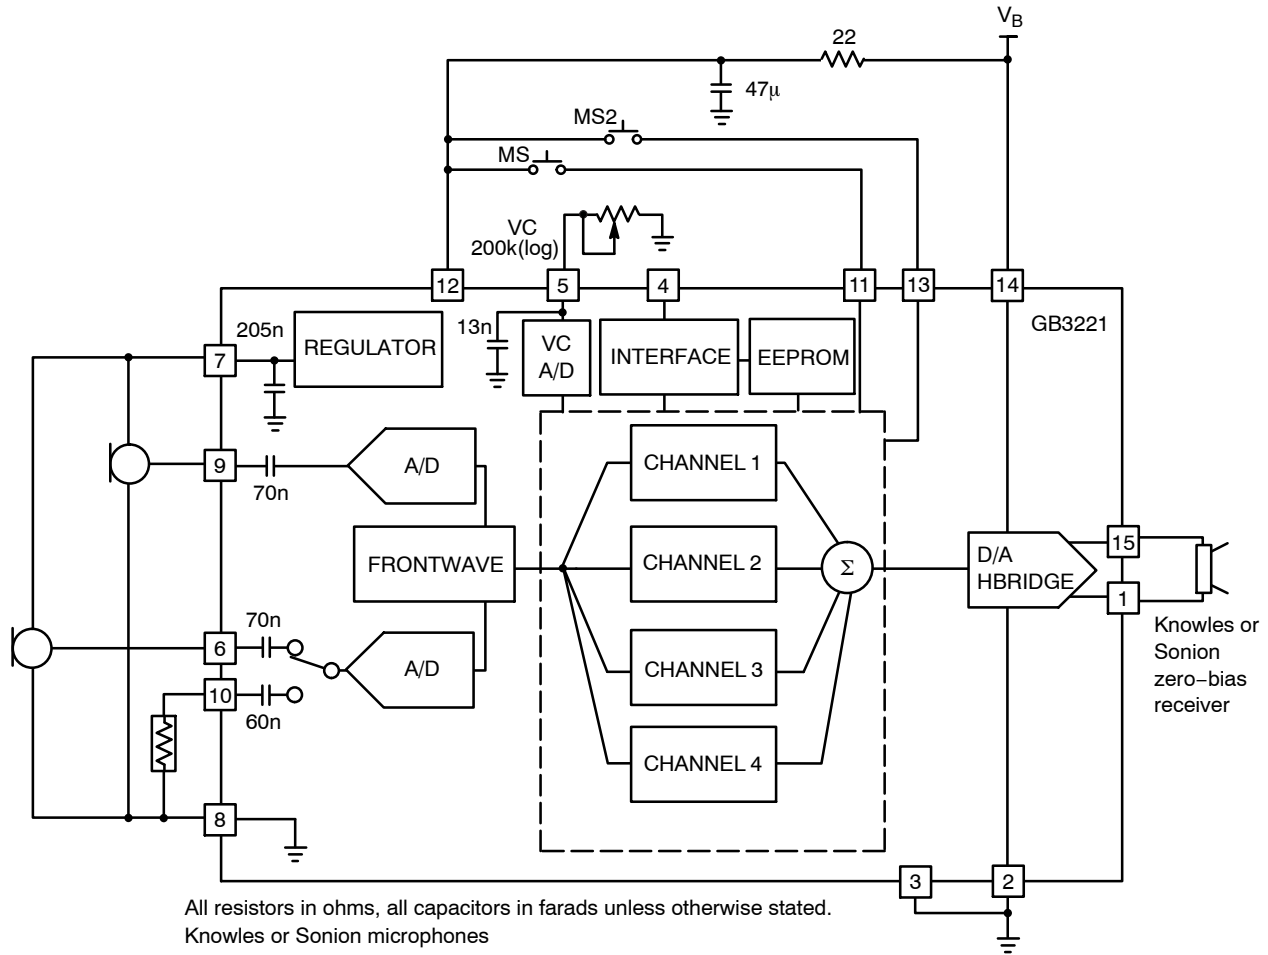 V_B
22
47μ
MS2
MS
VC
200k(log)
12
5
4
11
13
14
GB3221
205n
REGULATOR
13n
VC
A/D
INTERFACE
EEPROM
7
9
70n
A/D
CHANNEL 1
FRONTWAVE
CHANNEL 2
Σ
D/A
HBRIDGE
15
1
Knowles or
Sonion
zero−bias
receiver
70n
6
10
60n
A/D
CHANNEL 3
CHANNEL 4
8
3
2
All resistors in ohms, all capacitors in farads unless otherwise stated.
Knowles or Sonion microphones